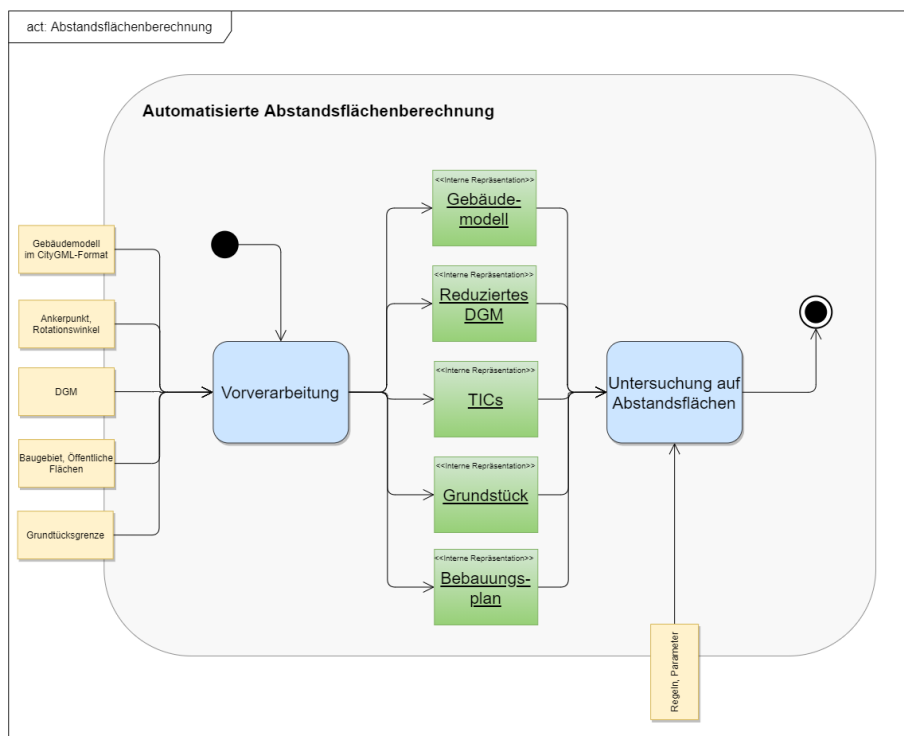 act: Abstandsflächenberechnung
Automatisierte Abstandsflächenberechnung
Gebäudemodell
im CityGML-Format
Ankerpunkt,
Rotationswinkel
DGM
Baugebiet, Öffentliche
Flächen
Grundtücksgrenze
Vorverarbeitung
<<Interne Repräsentation>>
Gebäude-
modell
<<Interne Repräsentation>>
Reduziertes
DGM
<<Interne Repräsentation>>
TICs
<<Interne Repräsentation>>
Grundstück
<<Interne Repräsentation>>
Bebauungs-
plan
Untersuchung auf
Abstandsflächen
Regeln, Parameter